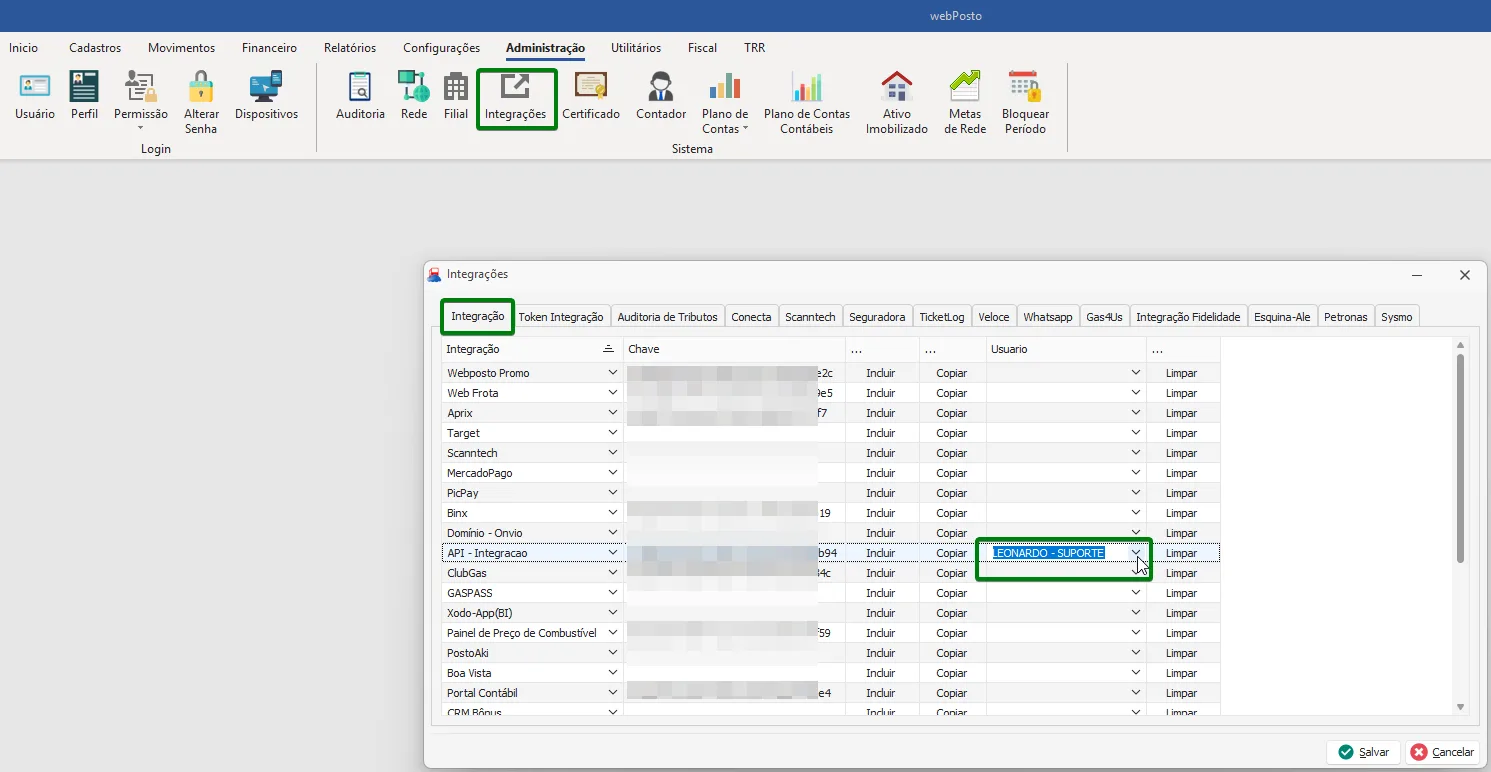 webPosto
Inicio Cadastros Movimentos Financeiro Relatórios Configurações Administração Utilitários Fiscal TRR
Usuário Perfil Permissão Alterar Senha Dispositivos Auditoria Rede Filial Integrações Certificado Contador Plano de Contas Plano de Contas Contábeis Ativo Imobilizado Metas de Rede Bloquear Período
Login Sistema
Integrações
Integração Token Integração Auditoria de Tributos Conecta Scanntech Seguradora TicketLog Veloce Whatsapp Gas4Us Integração Fidelidade Esquina-Ale Petronas Sysmo
Integração Chave ... ... Usuario ...
Webposto Promo e2c Incluir Copiar Limpar
Web Frota 9e5 Incluir Copiar Limpar
Aprix f7 Incluir Copiar Limpar
Target Incluir Copiar Limpar
Scanntech Incluir Copiar Limpar
MercadoPago Incluir Copiar Limpar
PicPay Incluir Copiar Limpar
Binx 19 Incluir Copiar Limpar
Domínio - Onvio Incluir Copiar Limpar
API - Integracao b94 Incluir Copiar LEONARDO - SUPORTE Limpar
ClubGas 4c Incluir Copiar Limpar
GASPASS Incluir Copiar Limpar
Xodo-App(BI) Incluir Copiar Limpar
Painel de Preço de Combustível f59 Incluir Copiar Limpar
PostoAki Incluir Copiar Limpar
Boa Vista Incluir Copiar Limpar
Portal Contábil e4 Incluir Copiar Limpar
CRM Bônus Incluir Copiar Limpar
Salvar Cancelar